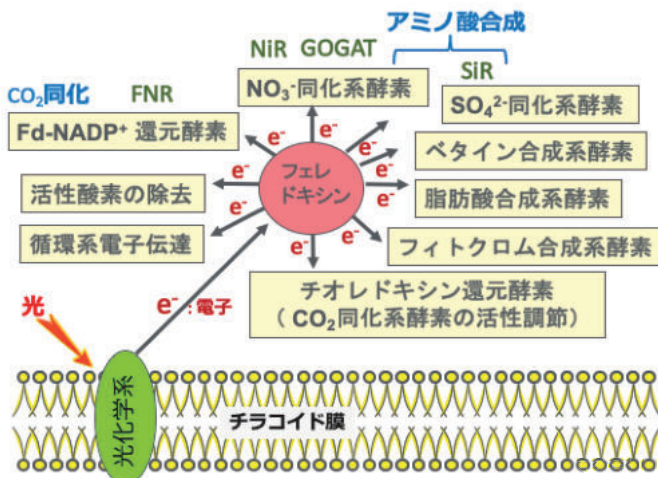 アミノ酸合成
NiR GOGAT
SiR
CO₂同化 FNR
NO₃⁻同化系酵素
SO₄²⁻同化系酵素
Fd-NADP⁺ 還元酵素
e⁻
e⁻
e⁻
ベタイン合成系酵素
フェレ
ドキシン
e⁻
e⁻
活性酸素の除去
脂肪酸合成系酵素
e⁻
e⁻
循環系電子伝達
フィトクロム合成系酵素
チオレドキシン還元酵素
( CO₂同化系酵素の活性調節 )
e⁻ : 電子
光
光化学系
チラコイド膜